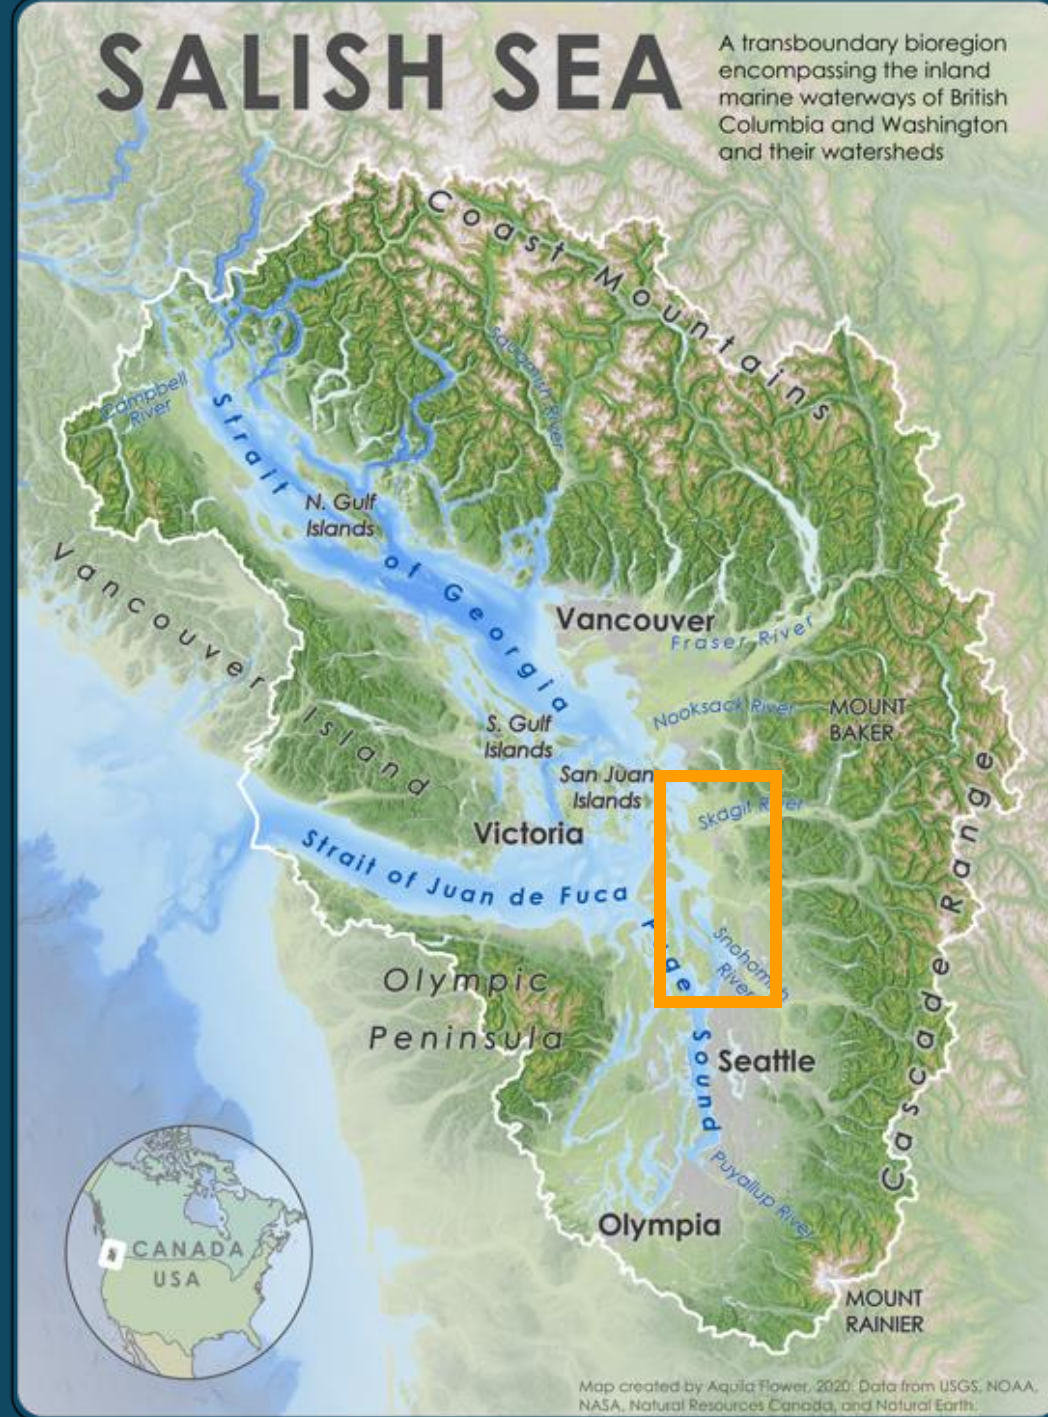 SALISH SEA
A transboundary bioregion
encompassing the inland
marine waterways of British
Columbia and Washington
and their watersheds
Coast Mountains
Squamish River
Campbell
River
Strait of Georgia
N. Gulf
Islands
Vancouver Island
Vancouver
Fraser River
Nooksack River
MOUNT
BAKER
S. Gulf
Islands
San Juan
Islands
Skagit River
Victoria
Strait of Juan de Fuca
Cascade Range
Snohomish
River
Olympic
Peninsula
Sound
Seattle
Puyallup River
Olympia
CANADA
USA
MOUNT
RAINIER
Map created by Aquila Flower, 2020. Data from USGS, NOAA,
NASA, Natural Resources Canada, and Natural Earth.